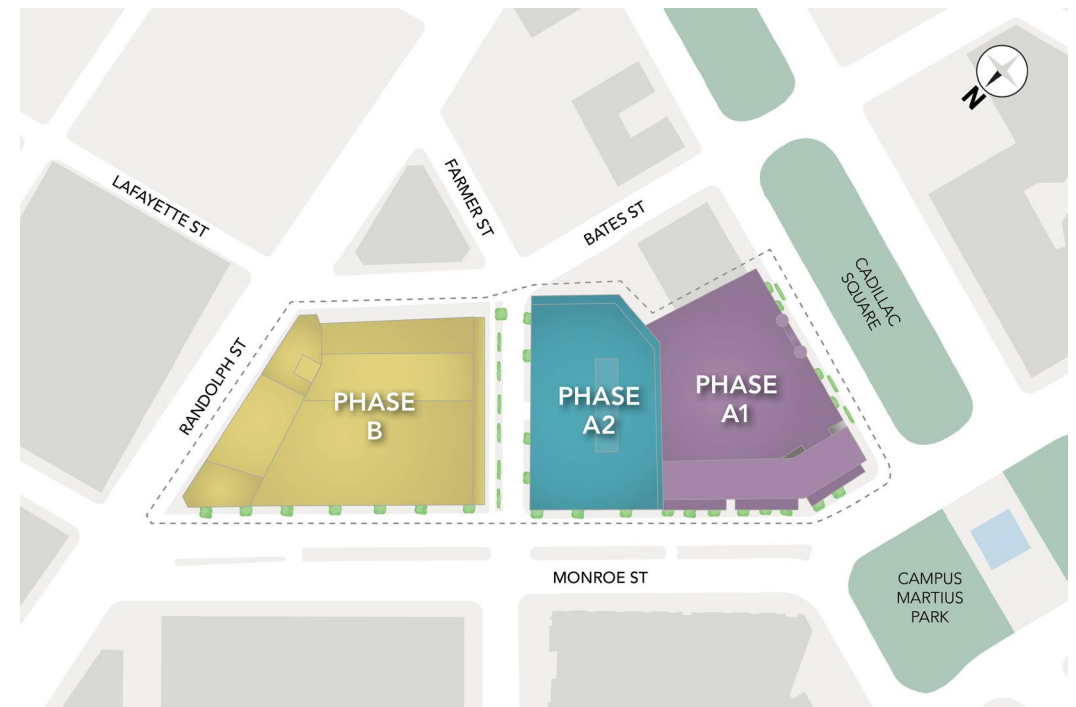 N
LAFAYETTE ST
FARMER ST
BATES ST
CADILLAC
SQUARE
RANDOLPH ST
PHASE
B
PHASE
A2
PHASE
A1
MONROE ST
CAMPUS
MARTIUS
PARK